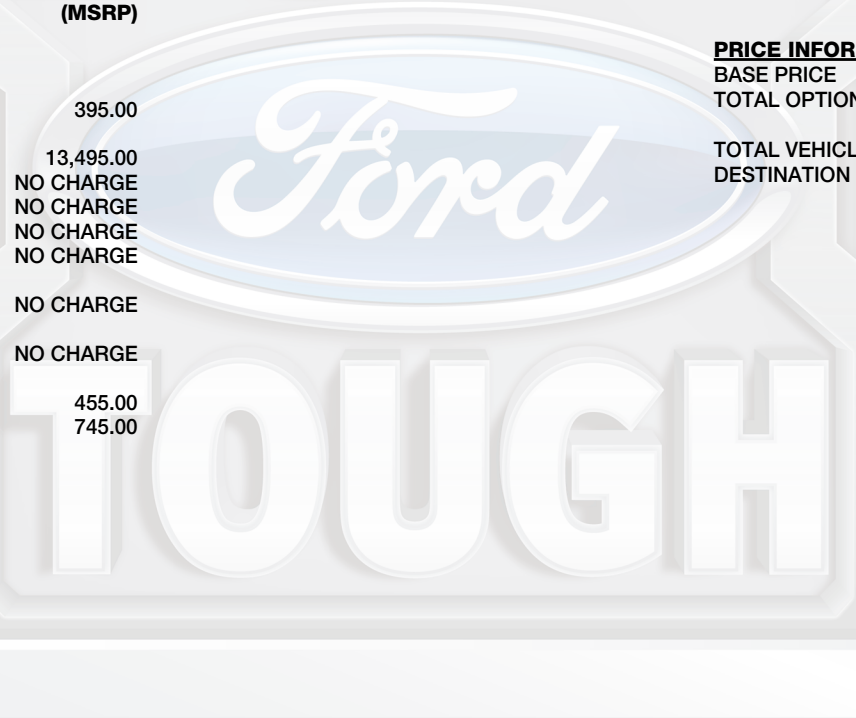 (MSRP)
395.00
13,495.00
NO CHARGE
NO CHARGE
NO CHARGE
NO CHARGE
NO CHARGE
NO CHARGE
455.00
745.00
PRICE INFOR
BASE PRICE
TOTAL OPTION
TOTAL VEHICL
DESTINATION
Ford
TOUGH